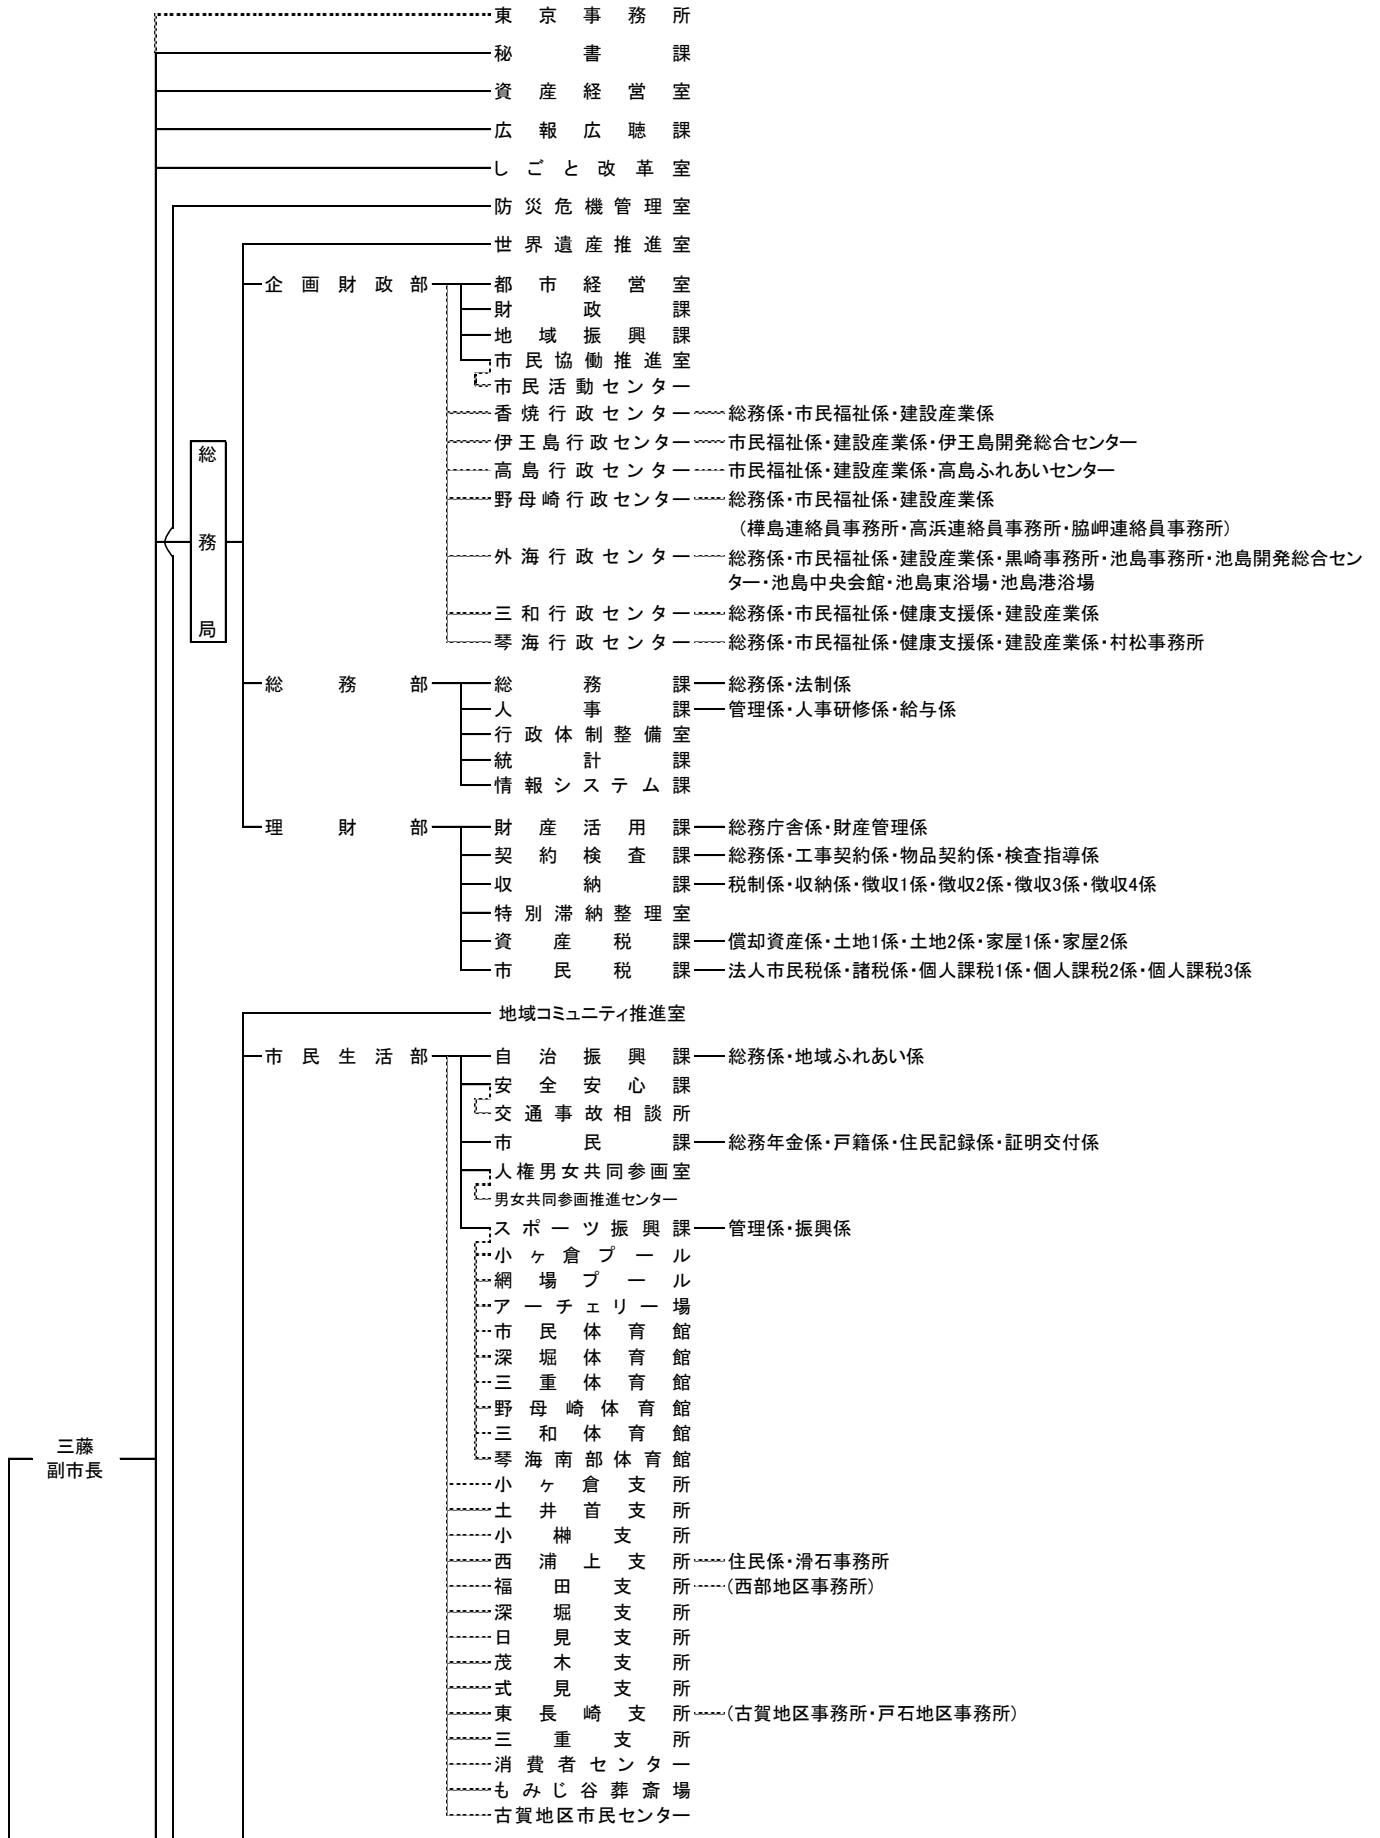 東京事務所
秘書課
資産経営室
広報広聴課
しごと改革室
防災危機管理室
世界遺産推進室
企画財政部 都市経営室
財政課
地域振興課
市民協働推進室
市民活動センター
香焼行政センター 総務係・市民福祉係・建設産業係
伊王島行政センター 市民福祉係・建設産業係・伊王島開発総合センター
高島行政センター 市民福祉係・建設産業係・高島ふれあいセンター
野母崎行政センター 総務係・市民福祉係・建設産業係
（樺島連絡員事務所・高浜連絡員事務所・脇岬連絡員事務所）
総務局
外海行政センター 総務係・市民福祉係・建設産業係・黒崎事務所・池島事務所・池島開発総合セン
ター・池島中央会館・池島東浴場・池島港浴場
三和行政センター 総務係・市民福祉係・健康支援係・建設産業係
琴海行政センター 総務係・市民福祉係・健康支援係・建設産業係・村松事務所
総務部 総務課 総務係・法制係
人事課 管理係・人事研修係・給与係
行政体制整備室
統計課
情報システム課
理財部 財産活用課 総務庁舎係・財産管理係
契約検査課 総務係・工事契約係・物品契約係・検査指導係
収納課 税制係・収納係・徴収1係・徴収2係・徴収3係・徴収4係
特別滞納整理室
資産税課 償却資産係・土地1係・土地2係・家屋1係・家屋2係
市民税課 法人市民税係・諸税係・個人課税1係・個人課税2係・個人課税3係
地域コミュニティ推進室
市民生活部 自治振興課 総務係・地域ふれあい係
安全安心課
交通事故相談所
市民課 総務年金係・戸籍係・住民記録係・証明交付係
人権男女共同参画室
男女共同参画推進センター
スポーツ振興課 管理係・振興係
小ヶ倉プール
網場プール
アーチェリー場
市民体育館
深堀体育館
三重体育館
野母崎体育館
三和体育館
三藤
副市長
琴海南部体育館
小ヶ倉支所
土井首支所
小榊支所
西浦上支所 住民係・滑石事務所
福田支所 （西部地区事務所）
深堀支所
日見支所
茂木支所
式見支所
東長崎支所 （古賀地区事務所・戸石地区事務所）
三重支所
消費者センター
もみじ谷葬斎場
古賀地区市民センター